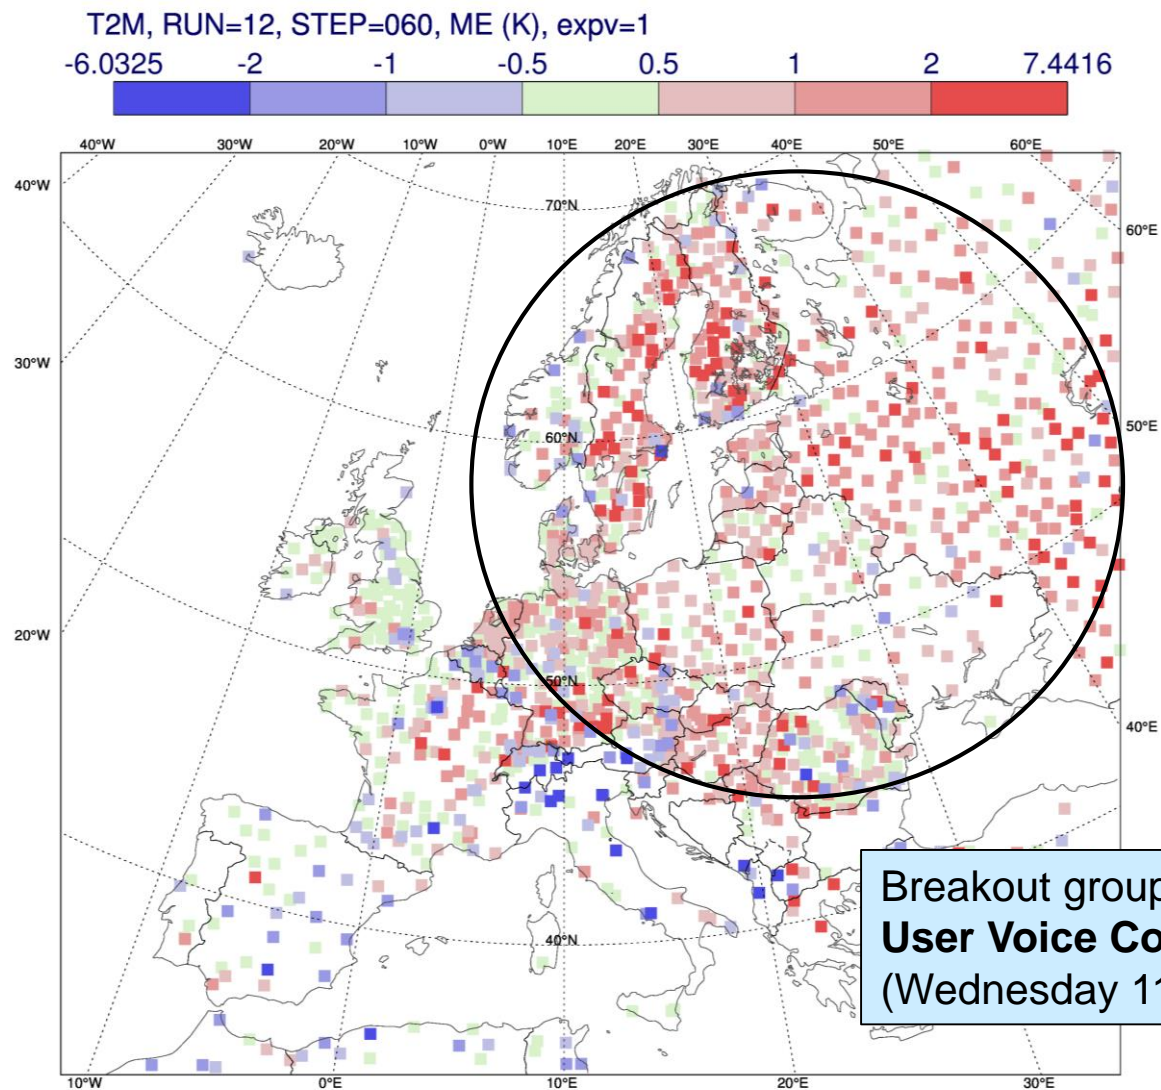 T2M, RUN=12, STEP=060, ME (K), expv=1
-6.0325 -2 -1 -0.5 0.5 1 2 7.4416
40°W 30°W 20°W 10°W 0°W 10°E 20°E 30°E 40°E 50°E 60°E
40°W
70°N
60°E
30°W
60°N
50°E
20°W
50°N
40°E
40°N
Breakout group
User Voice Co
(Wednesday 11
10°W 0°E 10°E 20°E 30°E